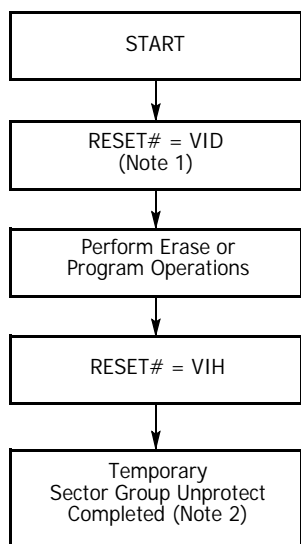 START
RESET# = VID
(Note 1)
Perform Erase or
Program Operations
RESET# = VIH
Temporary
Sector Group Unprotect
Completed (Note 2)